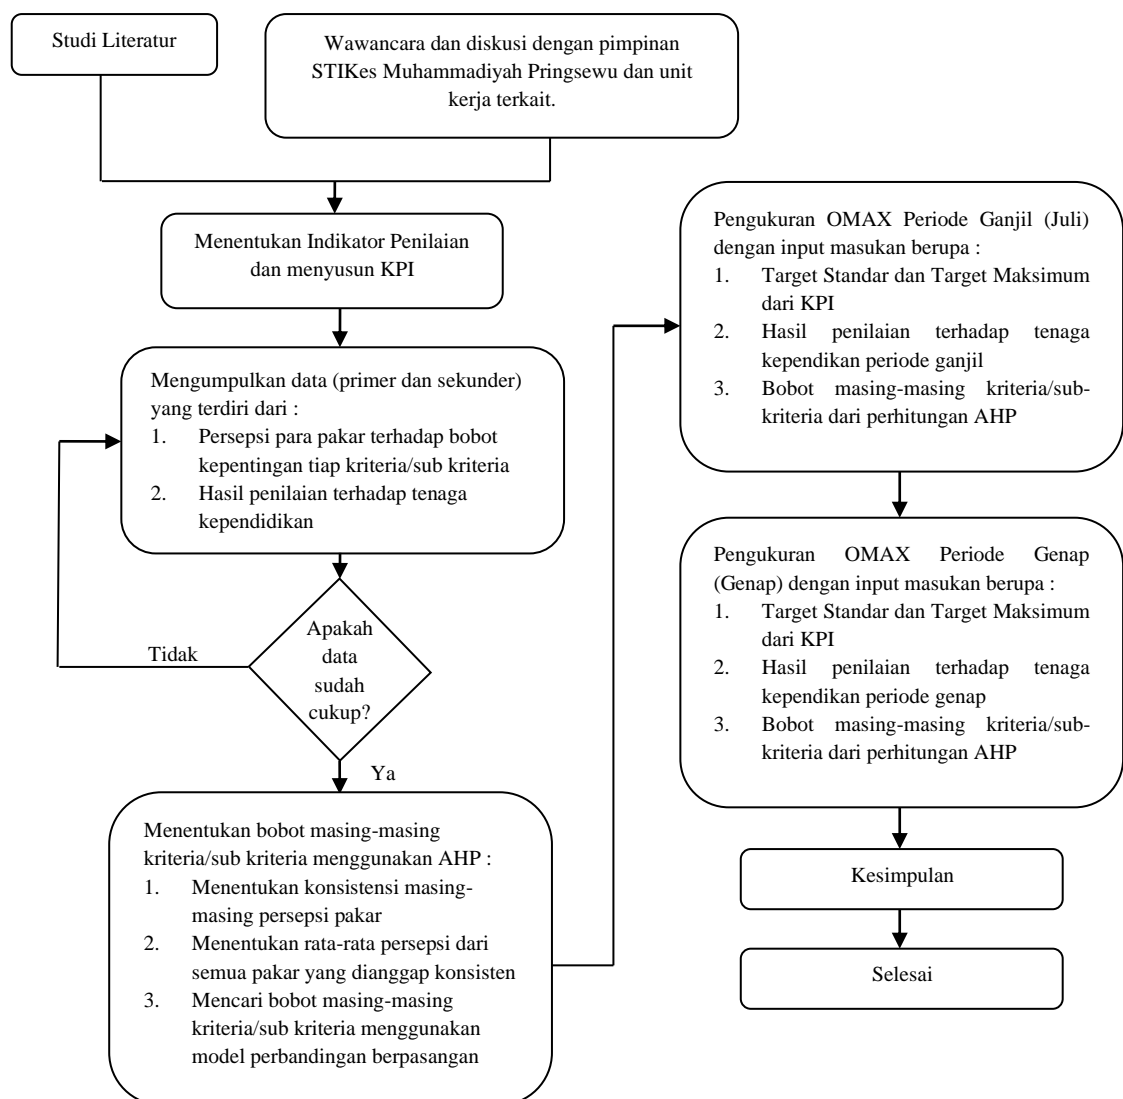 Studi Literatur
Wawancara dan diskusi dengan pimpinan
STIKes Muhammadiyah Pringsewu dan unit
kerja terkait.
Menentukan Indikator Penilaian
dan menyusun KPI
Mengumpulkan data (primer dan sekunder)
yang terdiri dari :
1. Persepsi para pakar terhadap bobot
kepentingan tiap kriteria/sub kriteria
2. Hasil penilaian terhadap tenaga
kependidikan
Apakah
data
sudah
cukup?
Tidak
Ya
Menentukan bobot masing-masing
kriteria/sub kriteria menggunakan AHP :
1. Menentukan konsistensi masing-
masing persepsi pakar
2. Menentukan rata-rata persepsi dari
semua pakar yang dianggap konsisten
3. Mencari bobot masing-masing
kriteria/sub kriteria menggunakan
model perbandingan berpasangan
Pengukuran OMAX Periode Ganjil (Juli)
dengan input masukan berupa :
1. Target Standar dan Target Maksimum
dari KPI
2. Hasil penilaian terhadap tenaga
kependikan periode ganjil
3. Bobot masing-masing kriteria/sub-
kriteria dari perhitungan AHP
Pengukuran OMAX Periode Genap
(Genap) dengan input masukan berupa :
1. Target Standar dan Target Maksimum
dari KPI
2. Hasil penilaian terhadap tenaga
kependikan periode genap
3. Bobot masing-masing kriteria/sub-
kriteria dari perhitungan AHP
Kesimpulan
Selesai